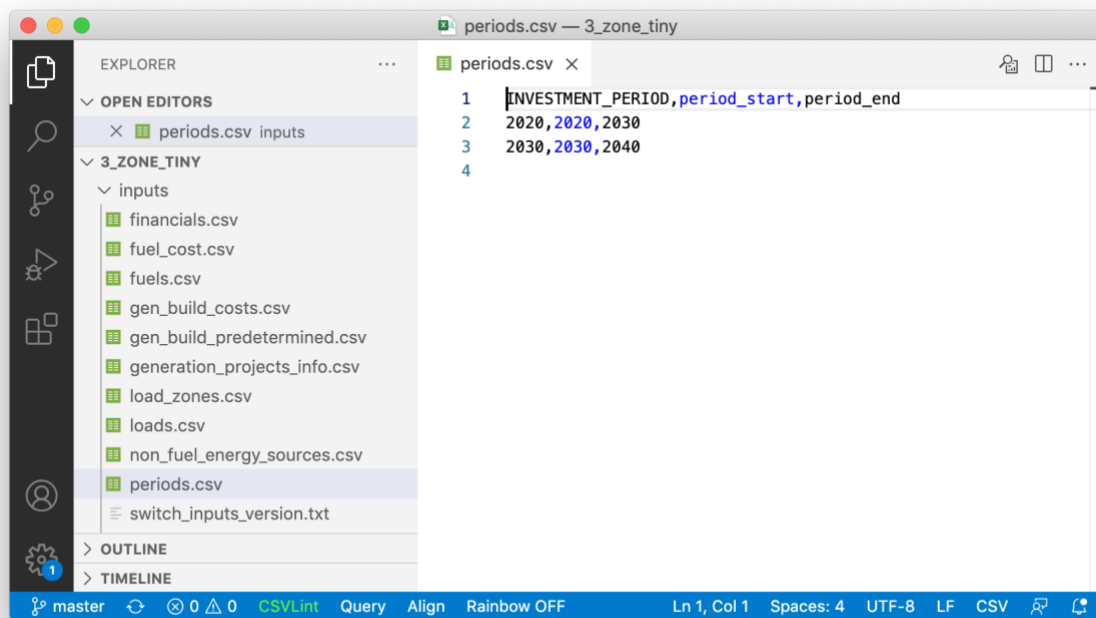 periods.csv — 3_zone_tiny
EXPLORER
OPEN EDITORS
periods.csv inputs
3_ZONE_TINY
inputs
financials.csv
fuel_cost.csv
fuels.csv
gen_build_costs.csv
gen_build_predetermined.csv
generation_projects_info.csv
load_zones.csv
loads.csv
non_fuel_energy_sources.csv
periods.csv
switch_inputs_version.txt
OUTLINE
TIMELINE
1
periods.csv
1 INVESTMENT_PERIOD,period_start,period_end
2 2020,2020,2030
3 2030,2030,2040
4
master 0 0 CSVLint Query Align Rainbow OFF Ln 1, Col 1 Spaces: 4 UTF-8 LF CSV